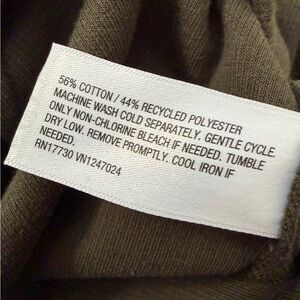 56% COTTON / 44% RECYCLED POLYESTER
MACHINE WASH COLD SEPARATELY. GENTLE CYCLE.
ONLY NON-CHLORINE BLEACH IF NEEDED. TUMBLE
DRY LOW. REMOVE PROMPTLY. COOL IRON IF
NEEDED.
RN17730 VN1247024